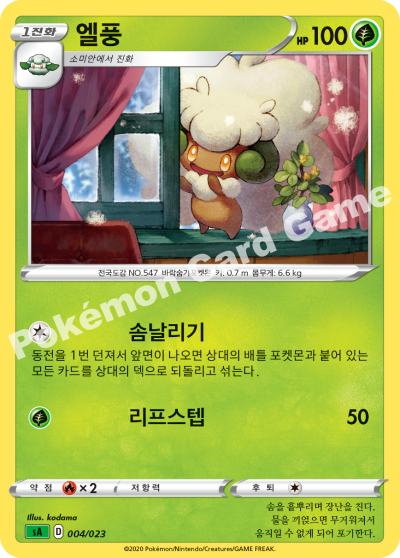 1진화
엘풍
HP 100
소미안에서 진화
전국도감 NO.547 바람숨기포켓몬 키: 0.7 m 몸무게: 6.6 kg
Pokémon Card Game
솜날리기
동전을 1번 던져서 앞면이 나오면 상대의 배틀 포켓몬과 붙어 있는
모든 카드를 상대의 덱으로 되돌리고 섞는다.
리프스텝 50
약점 ×2 저항력 후퇴
Illus. kodama
sA D 004/023
솜을 흩뿌리며 장난을 친다.
물을 끼얹으면 무거워져서
움직일 수 없게 되어 포기한다.
©2020 Pokémon/Nintendo/Creatures/GAME FREAK.